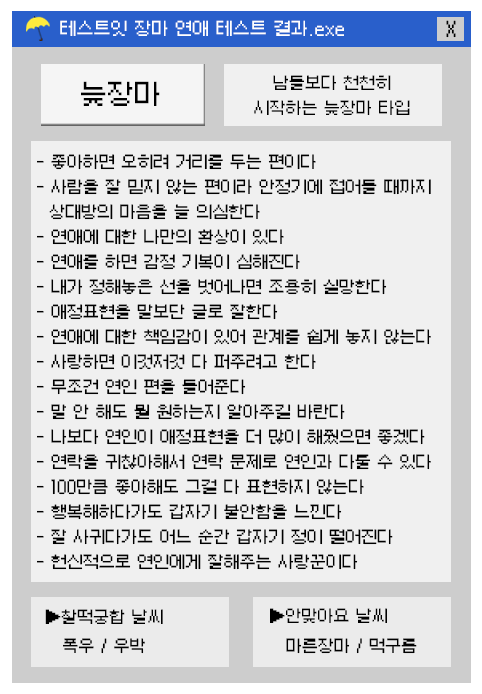 테스트잇 장마 연애 테스트 결과.exe X
늦장마
남들보다 천천히
시작하는 늦장마 타입
- 좋아하면 오히려 거리를 두는 편이다
- 사람을 잘 믿지 않는 편이라 안정기에 접어들 때까지
상대방의 마음을 늘 의심한다
- 연애에 대한 나만의 환상이 있다
- 연애를 하면 감정 기복이 심해진다
- 내가 정해놓은 선을 벗어나면 조용히 실망한다
- 애정표현을 말보단 글로 잘한다
- 연애에 대한 책임감이 있어 관계를 쉽게 놓지 않는다
- 사랑하면 이것저것 다 퍼주려고 한다
- 무조건 연인 편을 들어준다
- 말 안 해도 뭘 원하는지 알아주길 바란다
- 나보다 연인이 애정표현을 더 많이 해줬으면 좋겠다
- 연락을 귀찮아해서 연락 문제로 연인과 다툴 수 있다
- 100만큼 좋아해도 그걸 다 표현하지 않는다
- 행복해하다가도 갑자기 불안함을 느낀다
- 잘 사귀다가도 어느 순간 갑자기 정이 떨어진다
- 헌신적으로 연인에게 잘해주는 사랑꾼이다
▶찰떡궁합 날씨
폭우 / 우박
▶안맞아요 날씨
마른장마 / 먹구름